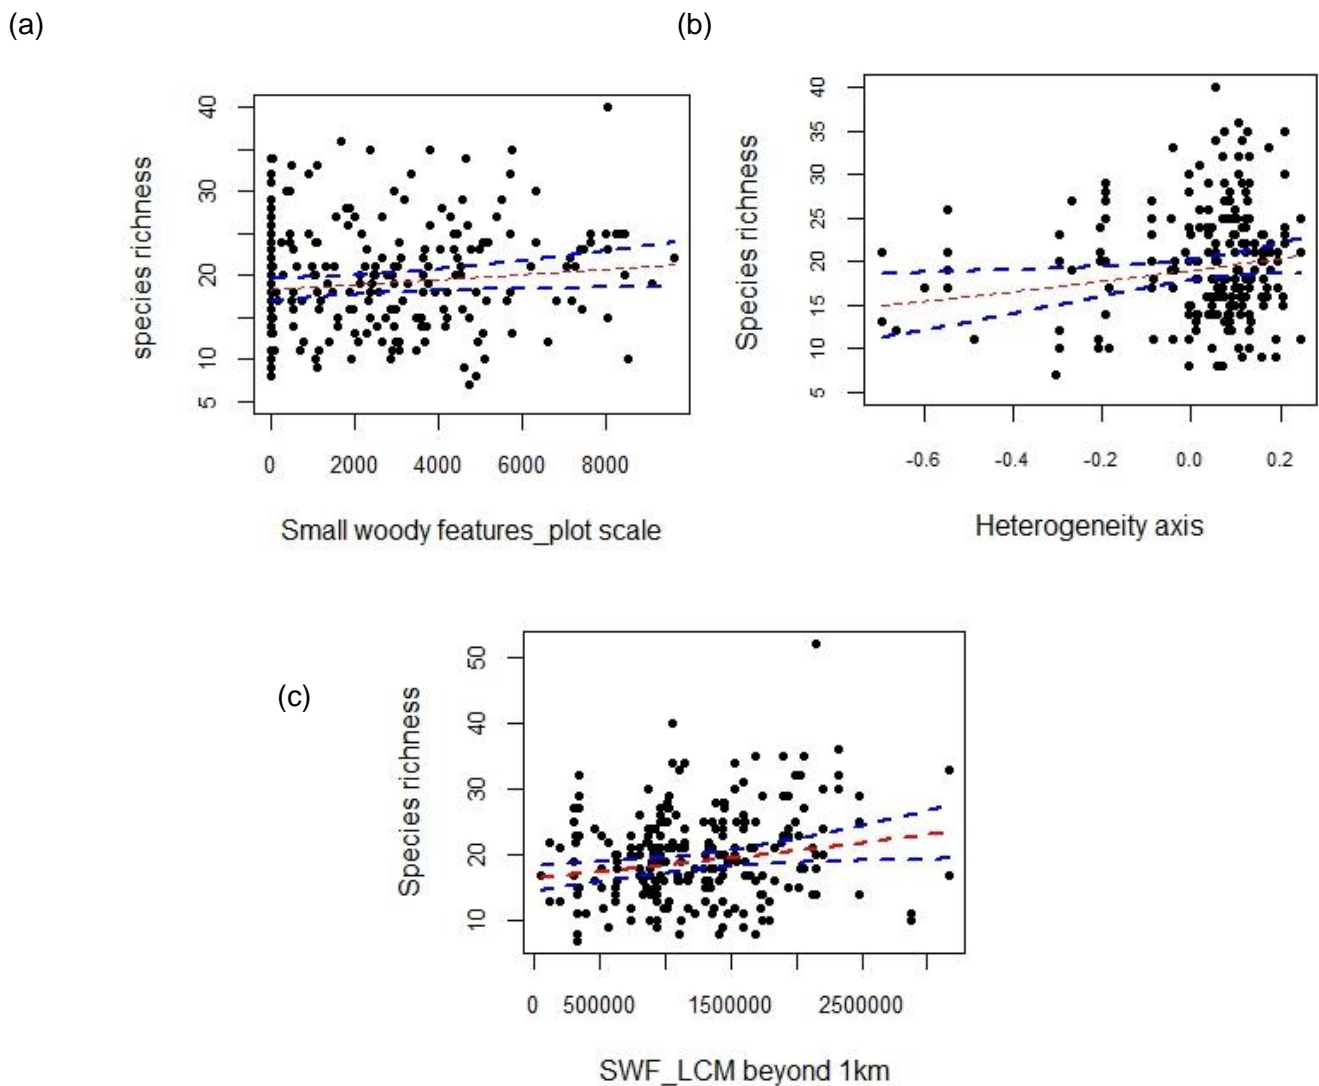 (a)
(b)
species richness
40
30
20
10
5
0 2000 4000 6000 8000
Small woody features_plot scale
Species richness
40
35
30
25
20
15
10
5
-0.6 -0.4 -0.2 0.0 0.2
Heterogeneity axis
(c)
Species richness
50
40
30
20
10
0 500000 1500000 2500000
SWF_LCM beyond 1km